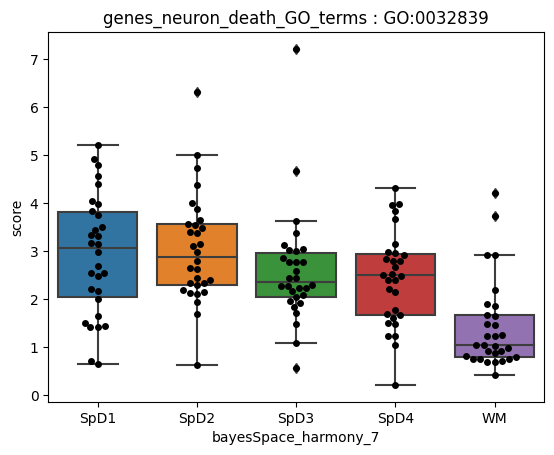 genes_neuron_death_GO_terms : GO:0032839
7
6
5
4
3
2
1
0
score
SpD1 SpD2 SpD3 SpD4 WM
bayesSpace_harmony_7